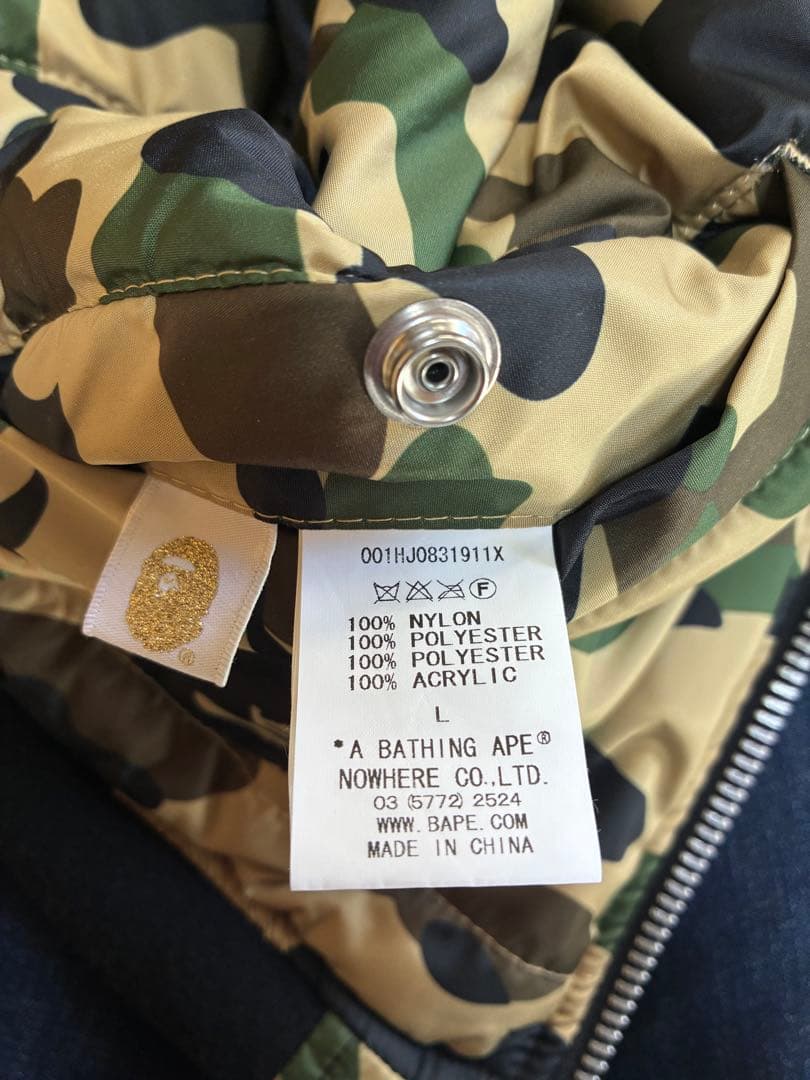 001HJ0831911X
F
100% NYLON
100% POLYESTER
100% POLYESTER
100% ACRYLIC
L
*A BATHING APE®
NOWHERE CO.,LTD.
03 (5772) 2524
WWW.BAPE.COM
MADE IN CHINA
®